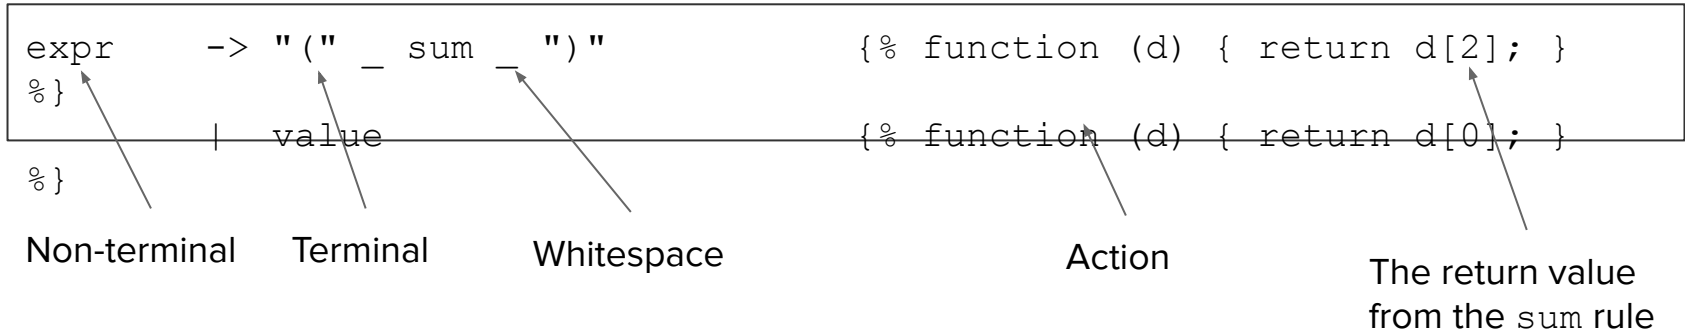 expr -> "(" _ sum _ ")" {% function (d) { return d[2]; }
%}
| value {% function (d) { return d[0]; }
%}
Non-terminal Terminal Whitespace Action The return value
from the sum rule